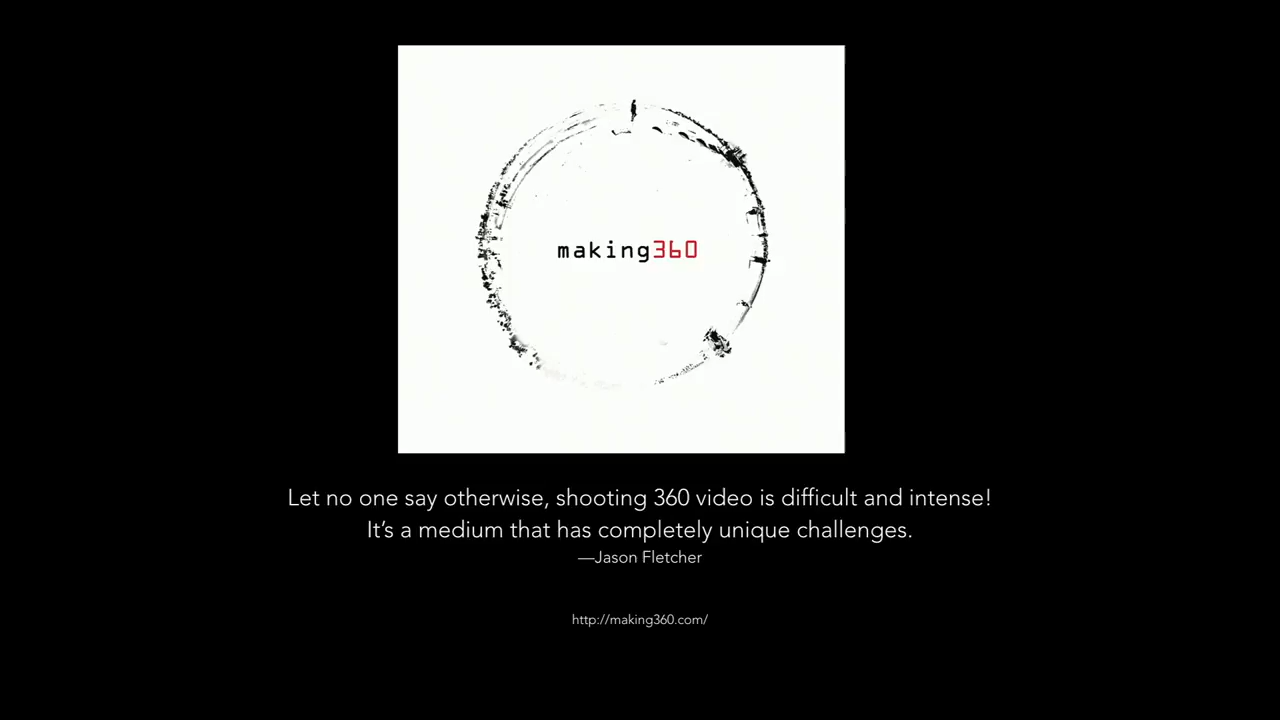 making360
Let no one say otherwise, shooting 360 video is difficult and intense!
It’s a medium that has completely unique challenges.
—Jason Fletcher
http://making360.com/